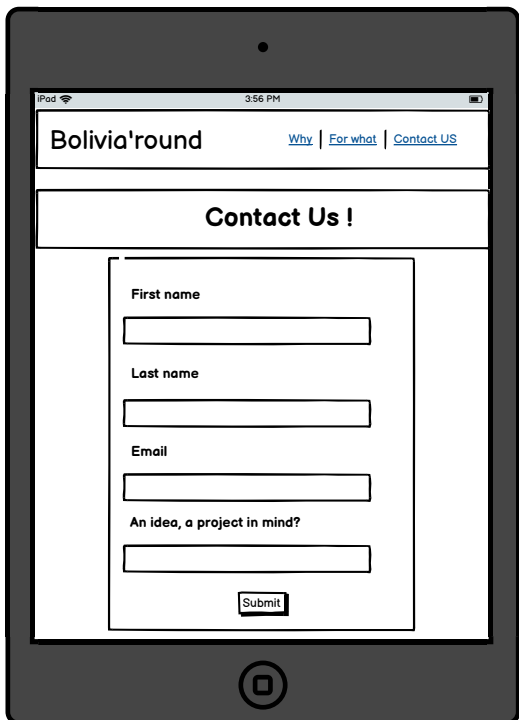 iPad 3:56 PM
Bolivia'round Why For what Contact US
Contact Us !
First name
Last name
Email
An idea, a project in mind?
Submit